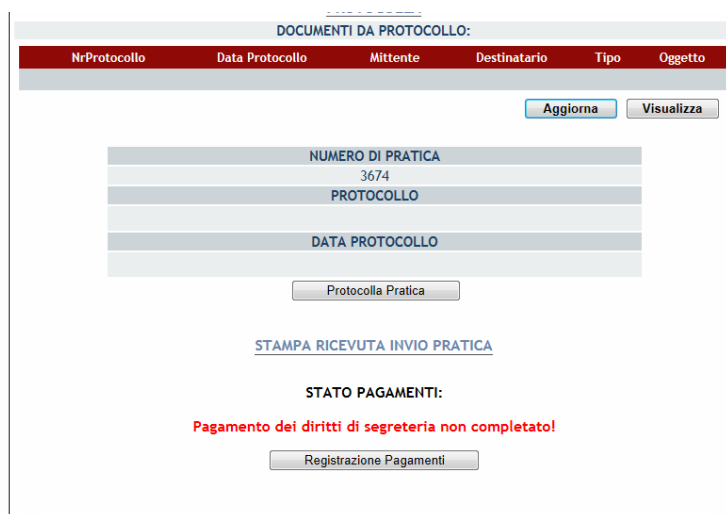 DOCUMENTI DA PROTOCOLLO:
NrProtocollo Data Protocollo Mittente Destinatario Tipo Oggetto
Aggiorna Visualizza
NUMERO DI PRATICA
3674
PROTOCOLLO
DATA PROTOCOLLO
Protocolla Pratica
STAMPA RICEVUTA INVIO PRATICA
STATO PAGAMENTI:
Pagamento dei diritti di segreteria non completato!
Registrazione Pagamenti